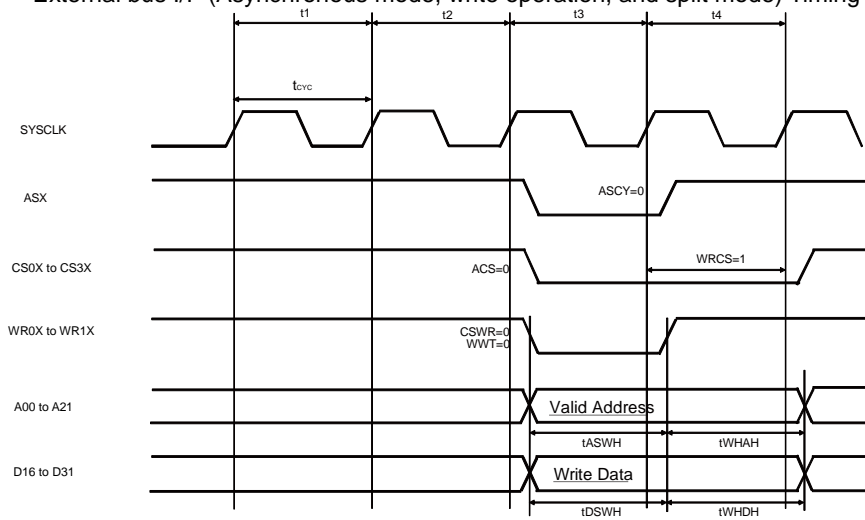 External bus I/F (Asynchronous mode, write operation, and split mode) Timing
t1 t2 t3 t4
tCYC
SYSCLK
ASX
ASCY=0
CS0X to CS3X
ACS=0
WRCS=1
WR0X to WR1X
CSWR=0
WWT=0
A00 to A21
Valid Address
tASWH
tWHAH
D16 to D31
Write Data
tDSWH
tWHDH